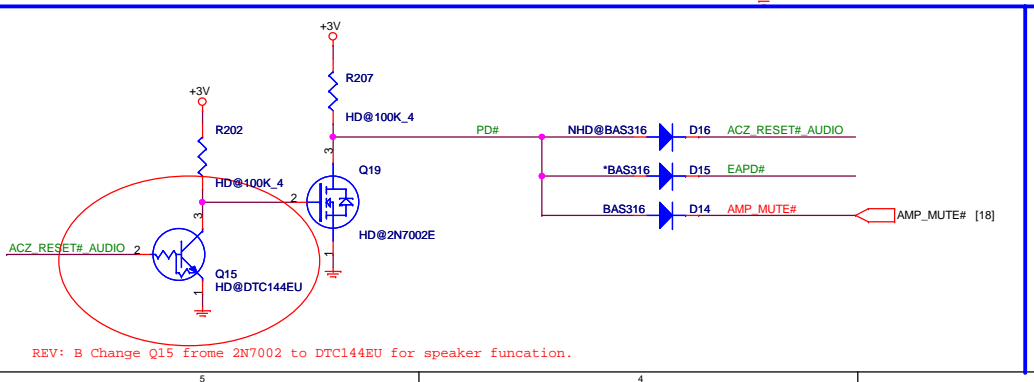 +3V
R207
+3V
HD@100K_4
R202
PD#
NHD@BAS316
D16
ACZ_RESET#_AUDIO
3
Q19
*BAS316
D15
EAPD#
HD@100K_4
2
BAS316
D14
AMP_MUTE#
AMP_MUTE# [18]
3
HD@2N7002E
ACZ_RESET#_AUDIO
2
1
Q15
HD@DTC144EU
1
REV: B Change Q15 frome 2N7002 to DTC144EU for speaker funcation.
5
4